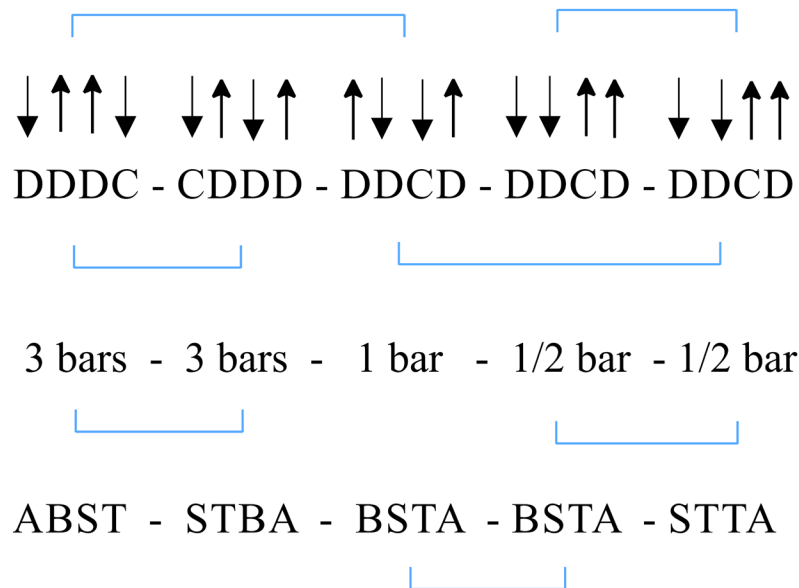 DDDC - CDDD - DDCD - DDCD - DDCD
3 bars - 3 bars - 1 bar - 1/2 bar - 1/2 bar
ABST - STBA - BSTA - BSTA - STTA